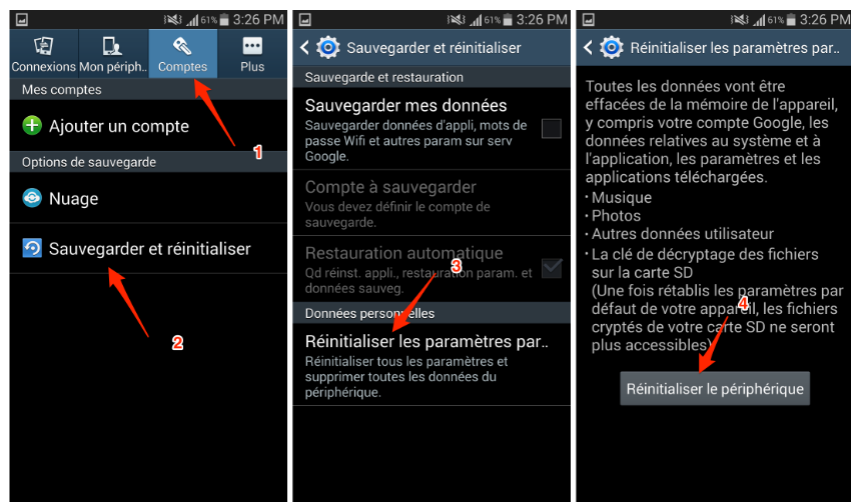 61% 3:26 PM
Connexions Mon périph.. Comptes Plus
Mes comptes
Ajouter un compte
1
Options de sauvegarde
Nuage
Sauvegarder et réinitialiser
2
61% 3:26 PM
Sauvegarder et réinitialiser
Sauvegarde et restauration
Sauvegarder mes données
Sauvegarder données d'appli, mots de
passe Wifi et autres param sur serv
Google.
Compte à sauvegarder
Vous devez définir le compte de
sauvegarde.
Restauration automatique
3
Qd réinst. appli., restauration param. et
données sauveg.
Données personnelles
Réinitialiser les paramètres par..
Réinitialiser tous les paramètres et
supprimer toutes les données du
périphérique.
61% 3:26 PM
Réinitialiser les paramètres par..
Toutes les données vont être
effacées de la mémoire de l'appareil,
y compris votre compte Google, les
données relatives au système et à
l'application, les paramètres et les
applications téléchargées.
· Musique
· Photos
· Autres données utilisateur
· La clé de décryptage des fichiers
sur la carte SD
(Une fois rétablis les paramètres par
défaut de votre appareil, les fichiers
4
cryptés de votre carte SD ne seront
plus accessibles)
Réinitialiser le périphérique